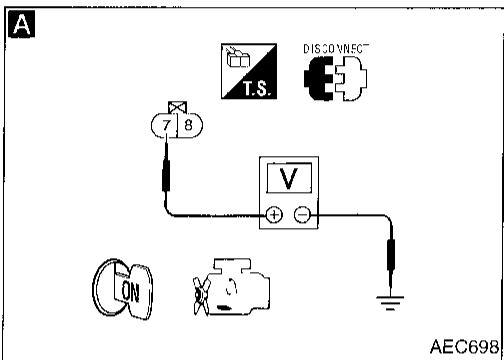 A
DISCONNECT
T.S.
7 8
V
+ −
ON
AEC698